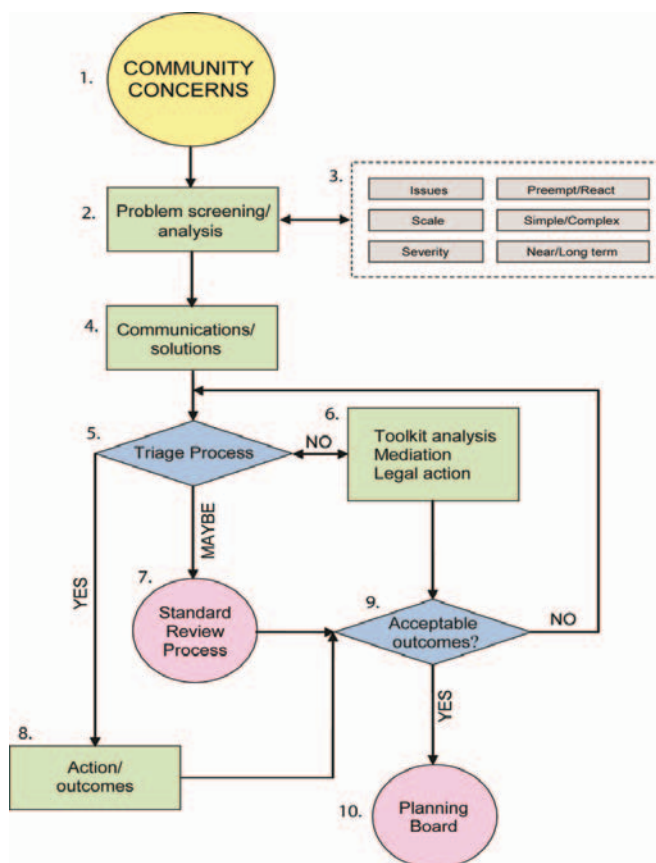 1.
COMMUNITY
CONCERNS
2.
Problem screening/
analysis
3.
Issues
Preempt/React
Scale
Simple/Complex
Severity
Near/Long term
4.
Communications/
solutions
5.
Triage Process
NO
6.
Toolkit analysis
Mediation
Legal action
YES
MAYBE
7.
Standard
Review
Process
8.
Action/
outcomes
9.
Acceptable
outcomes?
NO
YES
10.
Planning
Board